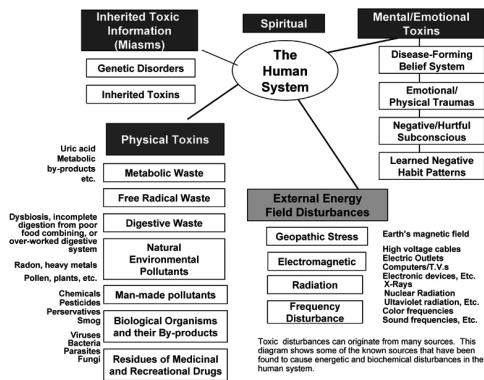 Inherited Toxic
Information
(Miasms)
Genetic Disorders
Inherited Toxins
Spiritual
The
Human
System
Mental/Emotional
Toxins
Disease-Forming
Belief System
Emotional/
Physical Traumas
Negative/Hurtful
Subconscious
Learned Negative
Habit Patterns
Physical Toxins
Uric acid
Metabolic
by-products
etc.
Metabolic Waste
Free Radical Waste
Dysbiosis, incomplete
digestion from poor
food combining, or
over-worked digestive
system
Digestive Waste
Radon, heavy metals
Pollen, plants, etc.
Natural
Environmental
Pollutants
Chemicals
Pesticides
Perservatives
Smog
Man-made pollutants
Viruses
Bacteria
Parasites
Fungi
Biological Organisms
and their By-products
Residues of Medicinal
and Recreational Drugs
External Energy
Field Disturbances
Geopathic Stress
Earth's magnetic field
Electromagnetic
High voltage cables
Electric Outlets
Computers/T.V.s
Electronic devices, Etc.
Radiation
X-Rays
Nuclear Radiation
Ultaviolet radiation, Etc.
Frequency
Disturbance
Color frequencies
Sound frequencies, Etc.
Toxic disturbances can originate from many sources. This
diagram shows some of the known sources that have been
found to cause energetic and biochemical disturbances in the
human system.